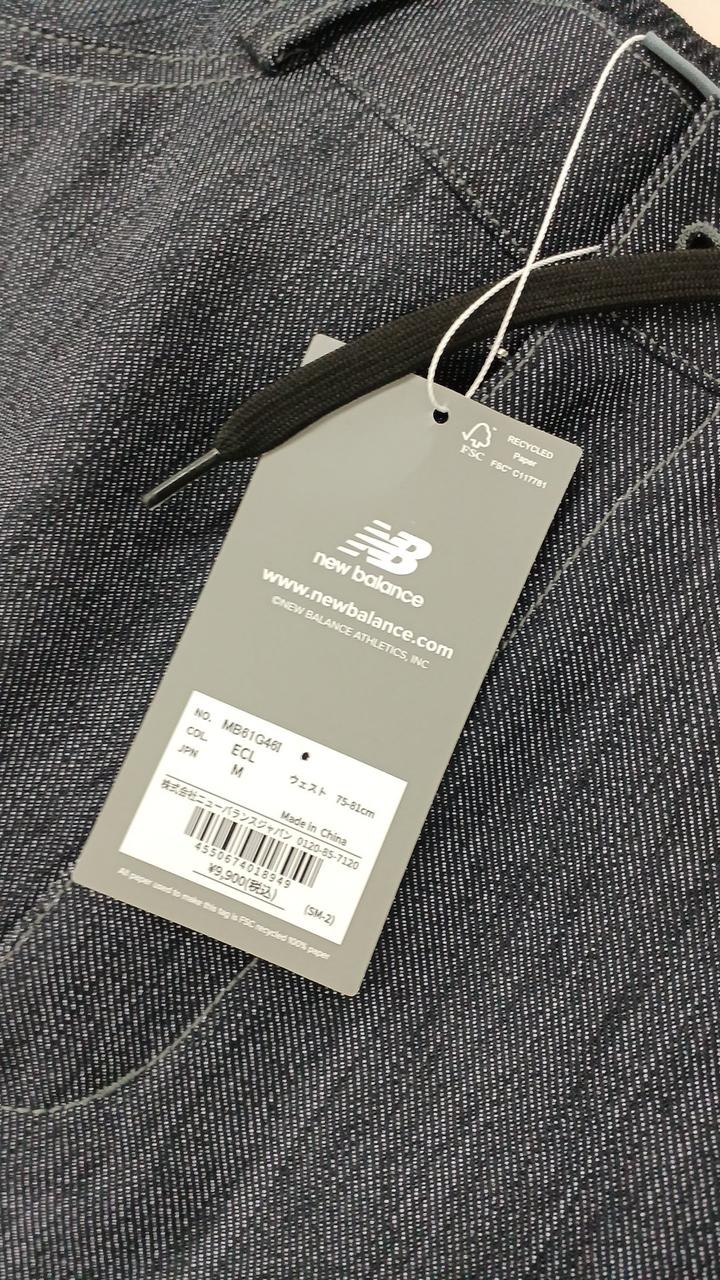 FSC
RECYCLED
Paper
FSC® C117781
NB
new balance
www.newbalance.com
©NEW BALANCE ATHLETICS, INC
NO. MB61G46I
COL. ECL
JPN M ウェスト 75-81cm
Made in China
株式会社ニューバランスジャパン 0120-85-7120
4550674018949
¥9,900(税込)
(SM-2)
All paper used to make this tag is FSC recycled 100% paper